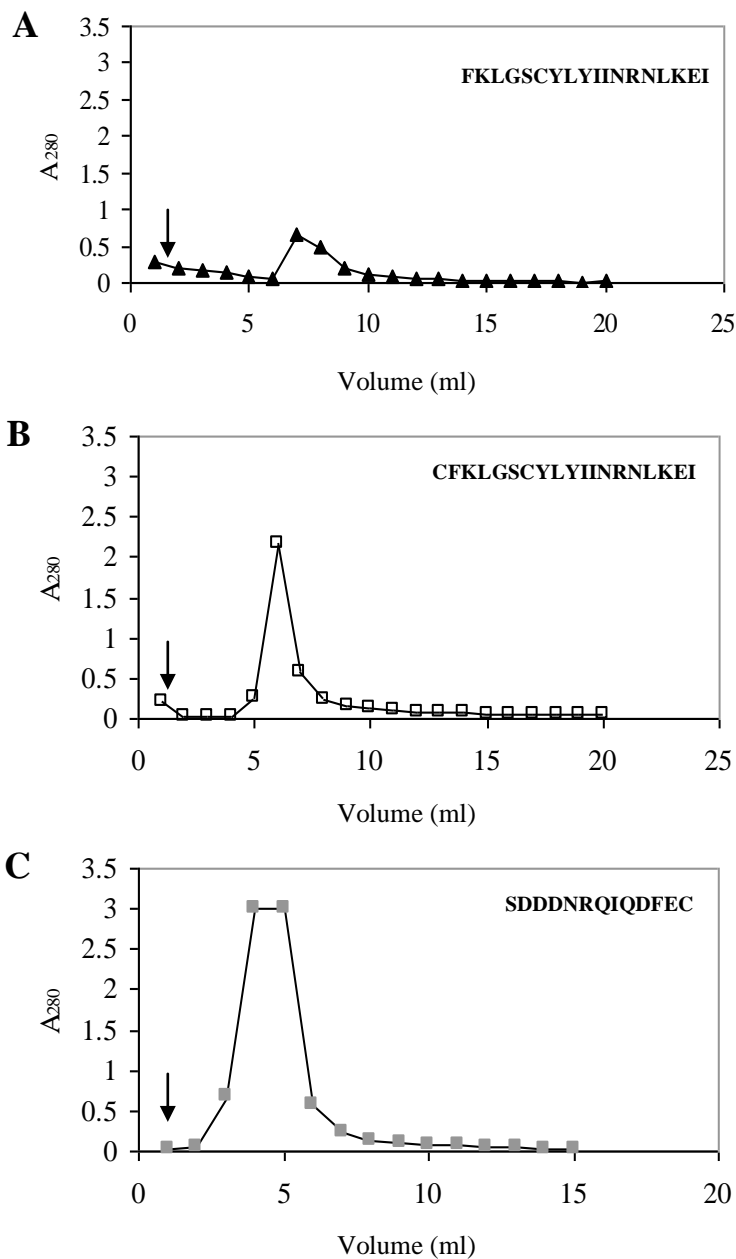 A
3.5
FKLGSCYLYIINRNLKEI
3
2.5
2
A280
1.5
1
0.5
0
0 5 10 15 20 25
Volume (ml)
B
3.5
CFKLGSCYLYIINRNLKEI
3
2.5
2
A280
1.5
1
0.5
0
0 5 10 15 20 25
Volume (ml)
C
3.5
SDDDNRQIQDFEC
3
2.5
2
A280
1.5
1
0.5
0
0 5 10 15 20
Volume (ml)